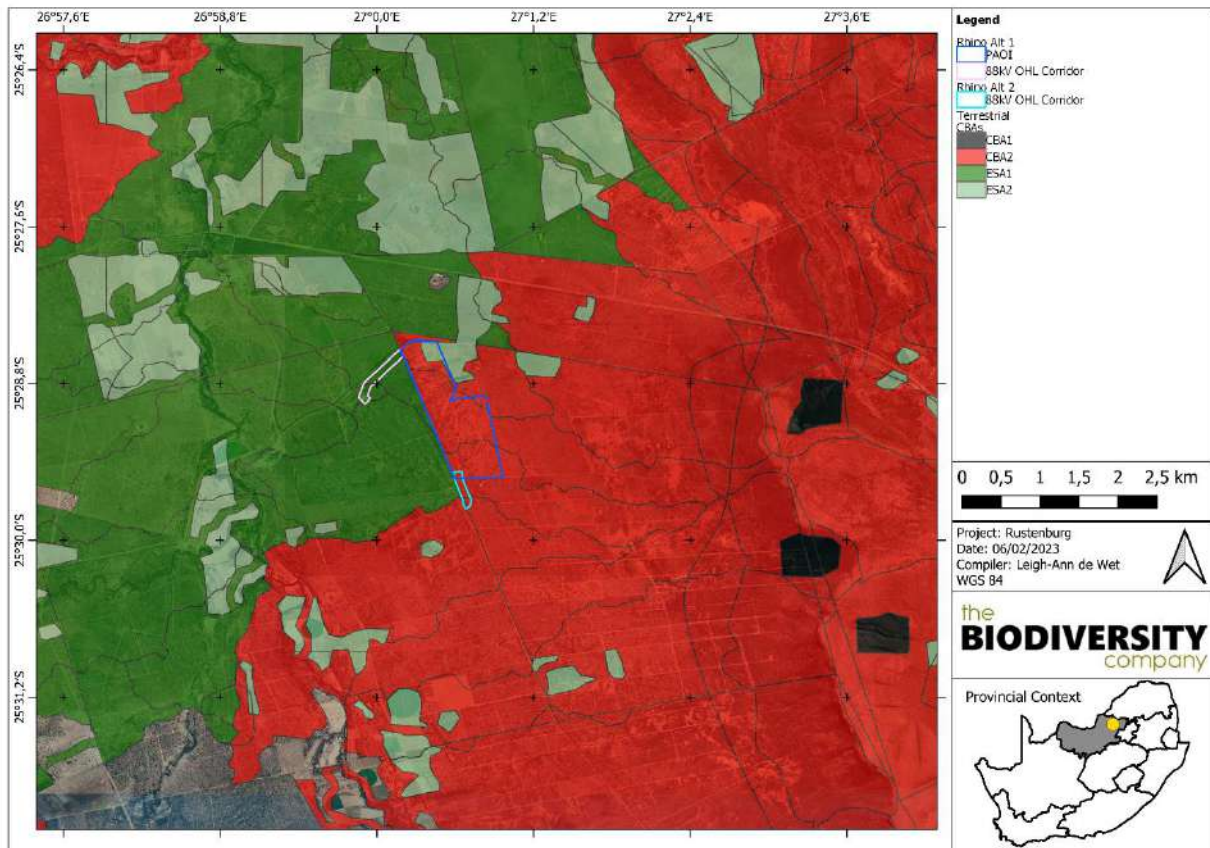 26°57,6'E 26°58,8'E 27°0,0'E 27°1,2'E 27°2,4'E 27°3,6'E
25°26,4'S
25°27,6'S
25°28,8'S
25°30,0'S
25°31,2'S
Legend
Rhino Alt 1
PAOI
88kV OHL Corridor
Rhino Alt 2
88kV OHL Corridor
Terrestrial
CBAs
CBA1
CBA2
ESA1
ESA2
0 0,5 1 1,5 2 2,5 km
Project: Rustenburg
Date: 06/02/2023
Compiler: Leigh-Ann de Wet
WGS 84
the
BIODIVERSITY
company
Provincial Context